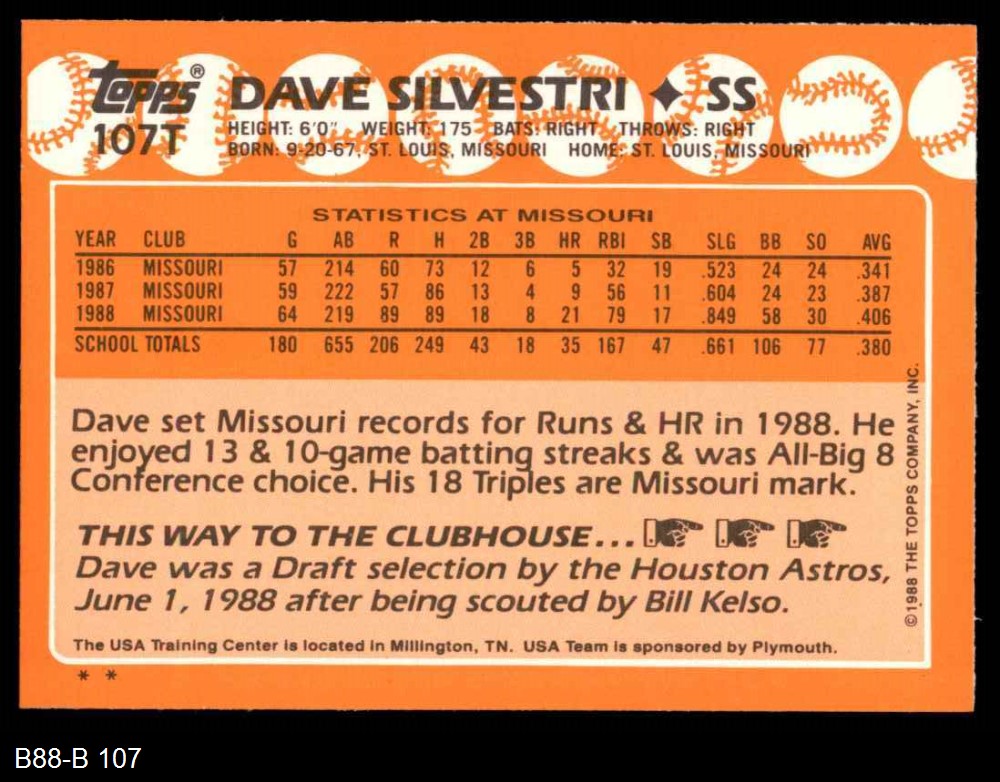 topps® DAVE SILVESTRI ♦ SS
107T
HEIGHT: 6'0" WEIGHT: 175 BATS: RIGHT THROWS: RIGHT
BORN: 9-20-67, ST. LOUIS, MISSOURI HOME: ST. LOUIS, MISSOURI
STATISTICS AT MISSOURI
YEAR CLUB G AB R H 2B 3B HR RBI SB SLG BB SO AVG
1986 MISSOURI 57 214 60 73 12 6 5 32 19 .523 24 24 .341
1987 MISSOURI 59 222 57 86 13 4 9 56 11 .604 24 23 .387
1988 MISSOURI 64 219 89 89 18 8 21 79 17 .849 58 30 .406
SCHOOL TOTALS 180 655 206 249 43 18 35 167 47 .661 106 77 .380
Dave set Missouri records for Runs & HR in 1988. He
enjoyed 13 & 10-game batting streaks & was All-Big 8
Conference choice. His 18 Triples are Missouri mark.
THIS WAY TO THE CLUBHOUSE...
Dave was a Draft selection by the Houston Astros,
June 1, 1988 after being scouted by Bill Kelso.
The USA Training Center is located in Millington, TN. USA Team is sponsored by Plymouth.
©1988 THE TOPPS COMPANY, INC.
* *
B88-B 107